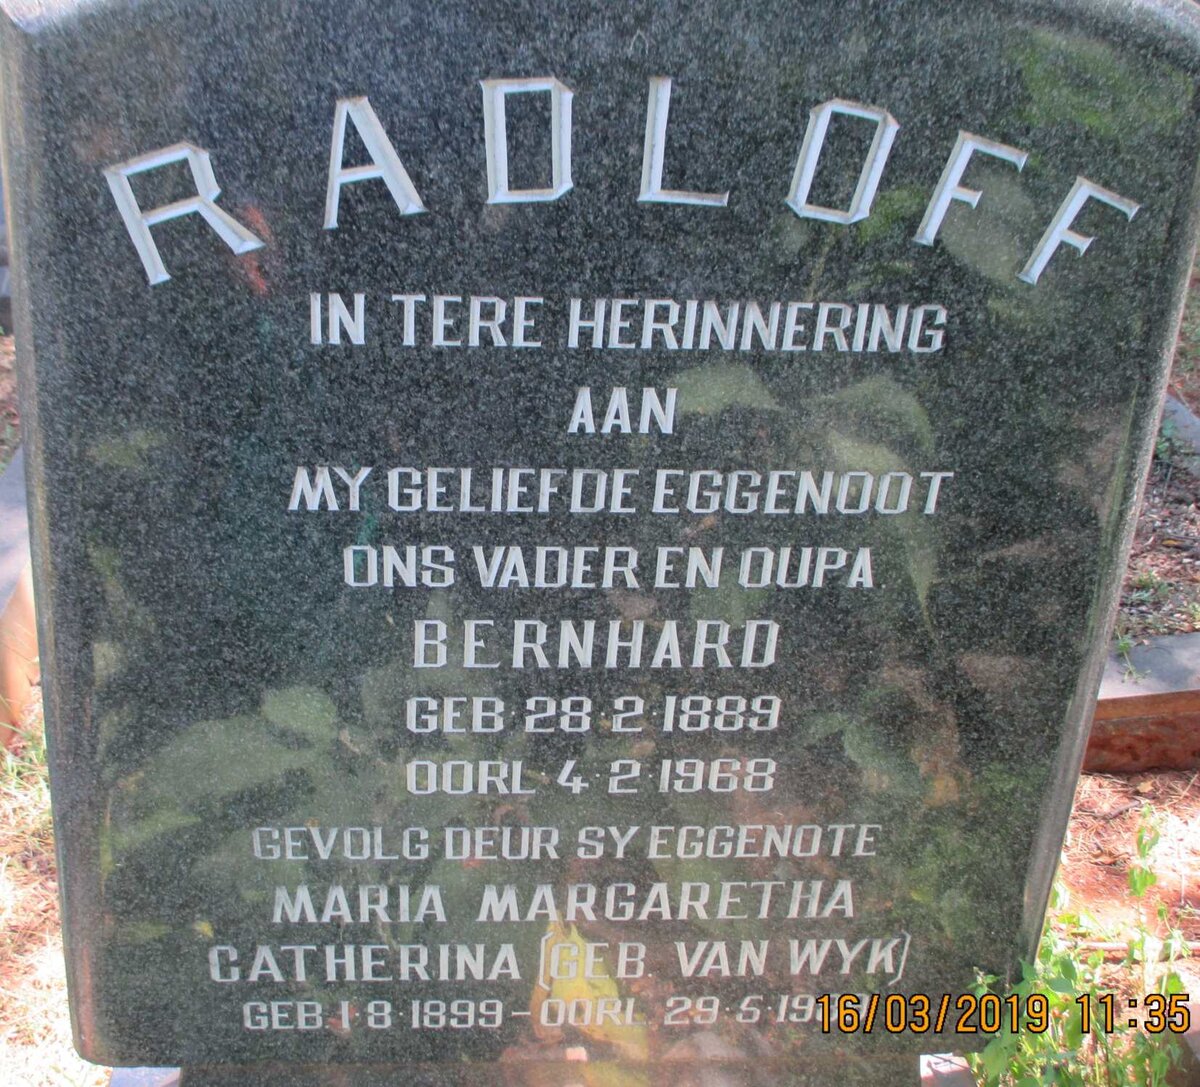 RADLOFF
IN TERE HERINNERING
AAN
MY GELIEFDE EGGENOOT
ONS VADER EN OUPA
BERNHARD
GEB·28·2·1889
OORL 4·2·1968
GEVOLG DEUR SY EGGENOTE
MARIA MARGARETHA
CATHERINA (GEB. VAN WYK)
GEB·1·8·1899 - OORL 29·5·
16/03/2019 11:35